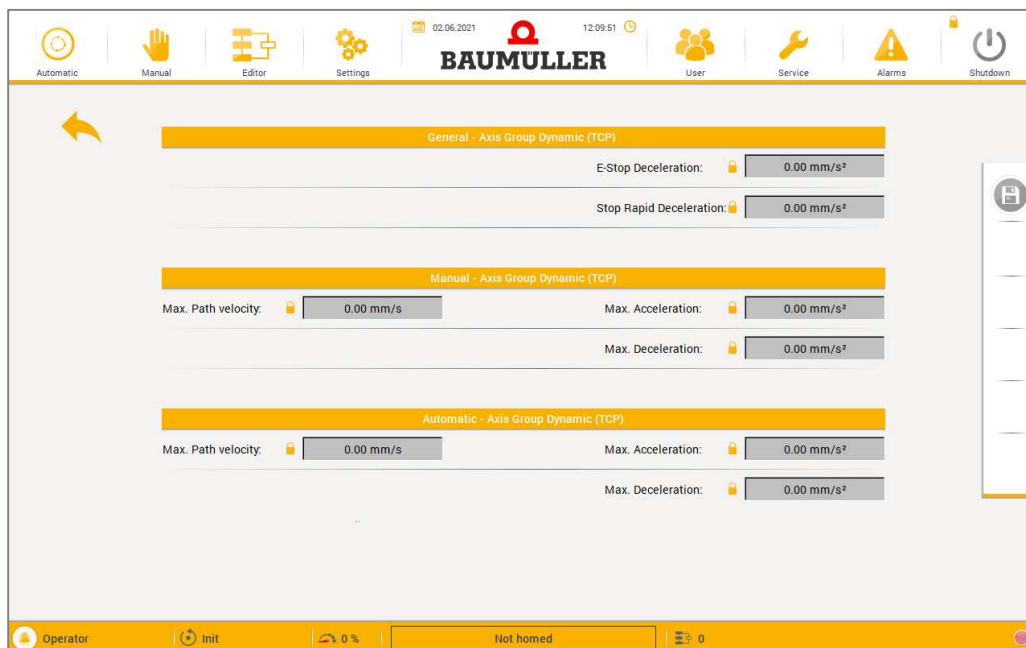 02.06.2021
12:09:51
BAUMÜLLER
Automatic
Manual
Editor
Settings
User
Service
Alarms
Shutdown
General - Axis Group Dynamic (TCP)
E-Stop Deceleration: 0.00 mm/s²
Stop Rapid Deceleration: 0.00 mm/s²
Manual - Axis Group Dynamic (TCP)
Max. Path velocity: 0.00 mm/s Max. Acceleration: 0.00 mm/s²
Max. Deceleration: 0.00 mm/s²
Automatic - Axis Group Dynamic (TCP)
Max. Path velocity: 0.00 mm/s Max. Acceleration: 0.00 mm/s²
Max. Deceleration: 0.00 mm/s²
Operator Init 0 % Not homed 0